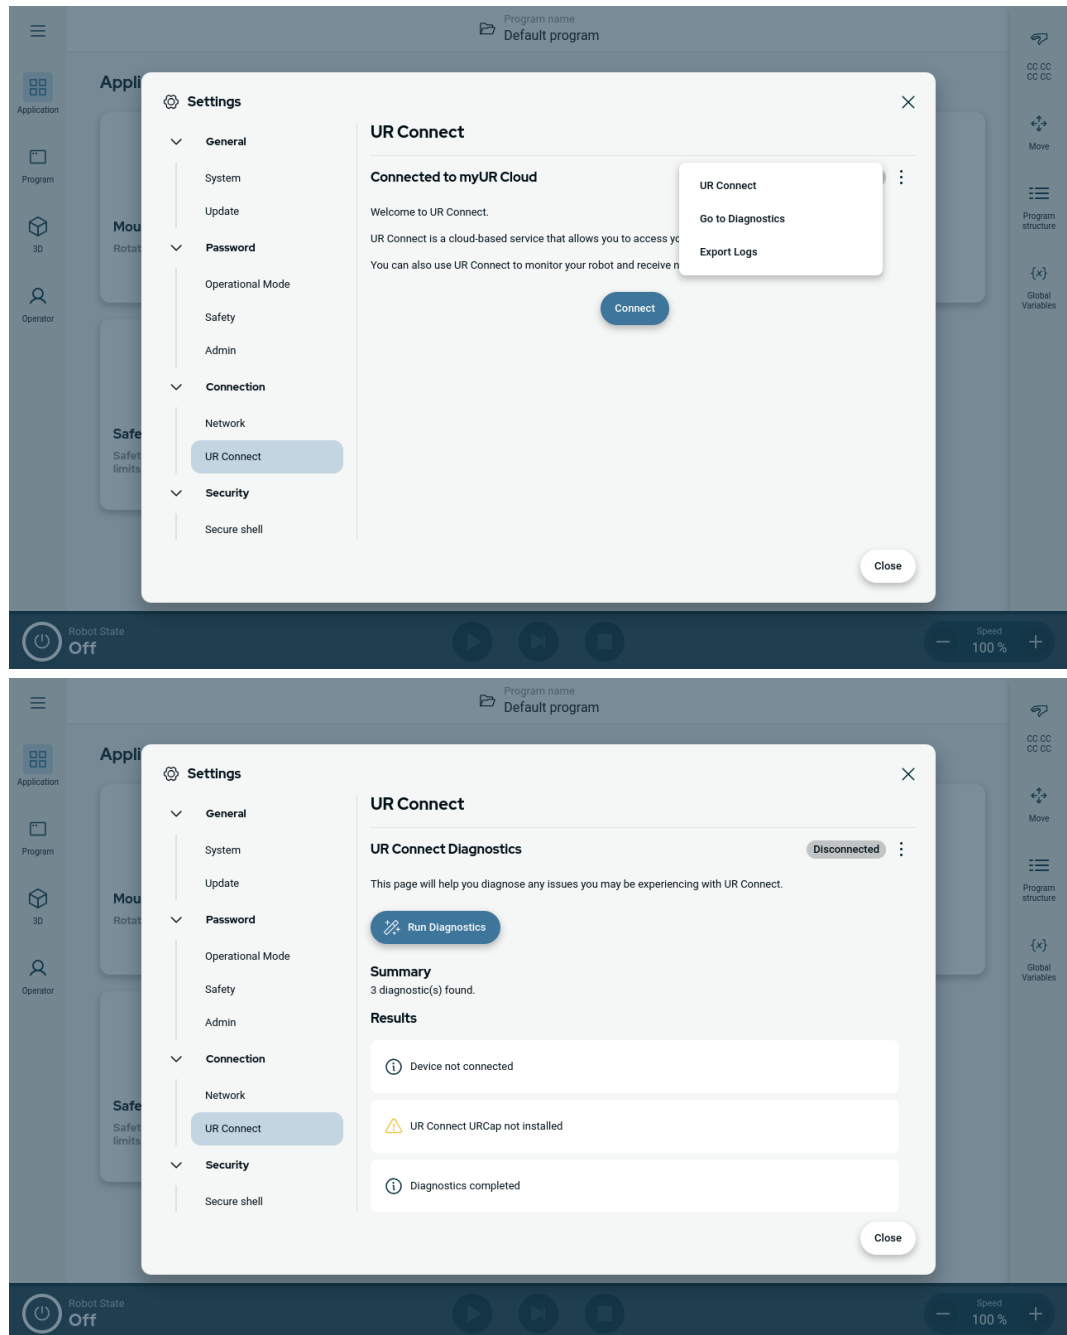 Program name
Default program
Application
Program
3D
Operator
Appli
Mou
Rotat
Safe
Safet
limits
Settings
General
System
Update
Password
Operational Mode
Safety
Admin
Connection
Network
UR Connect
Security
Secure shell
UR Connect
Connected to myUR Cloud
Welcome to UR Connect.
UR Connect is a cloud-based service that allows you to access yo
You can also use UR Connect to monitor your robot and receive n
UR Connect
Go to Diagnostics
Export Logs
Connect
Close
CC CC
CC CC
Move
Program
structure
{x}
Global
Variables
Robot State
Off
Speed
100 %
Program name
Default program
Application
Program
3D
Operator
Appli
Mou
Rotat
Safe
Safet
limits
Settings
General
System
Update
Password
Operational Mode
Safety
Admin
Connection
Network
UR Connect
Security
Secure shell
UR Connect
UR Connect Diagnostics
Disconnected
This page will help you diagnose any issues you may be experiencing with UR Connect.
Run Diagnostics
Summary
3 diagnostic(s) found.
Results
Device not connected
UR Connect URCap not installed
Diagnostics completed
Close
CC CC
CC CC
Move
Program
structure
{x}
Global
Variables
Robot State
Off
Speed
100 %